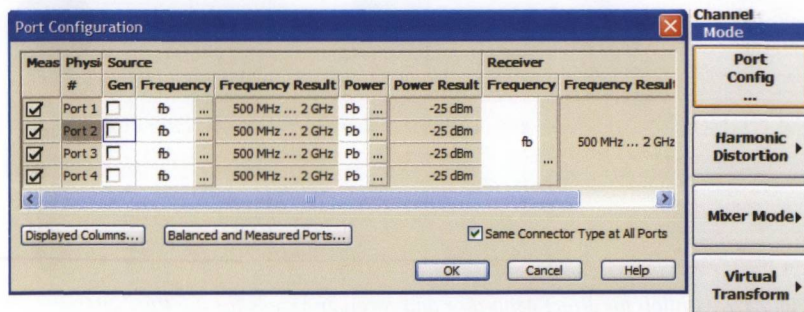 Port Configuration
Meas Physi Source Receiver
# Gen Frequency Frequency Result Power Power Result Frequency Frequency Result
Port 1 fb ... 500 MHz ... 2 GHz Pb ... -25 dBm
Port 2 fb ... 500 MHz ... 2 GHz Pb ... -25 dBm
fb ... 500 MHz ... 2 GHz
Port 3 fb ... 500 MHz ... 2 GHz Pb ... -25 dBm
Port 4 fb ... 500 MHz ... 2 GHz Pb ... -25 dBm
Displayed Columns... Balanced and Measured Ports... Same Connector Type at All Ports
OK Cancel Help
Channel
Mode
Port
Config
...
Harmonic
Distortion
Mixer Mode
Virtual
Transform